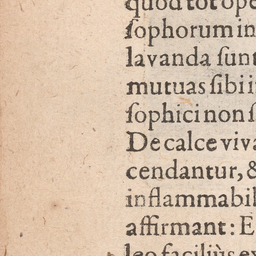 quod tot ope
ſophorum in
lavanda ſunt
mutuas ſibi i
ſophici non ſ
De calce viva
cendantur, &
inflammabil
affirmant: E
leo faciliùs ex